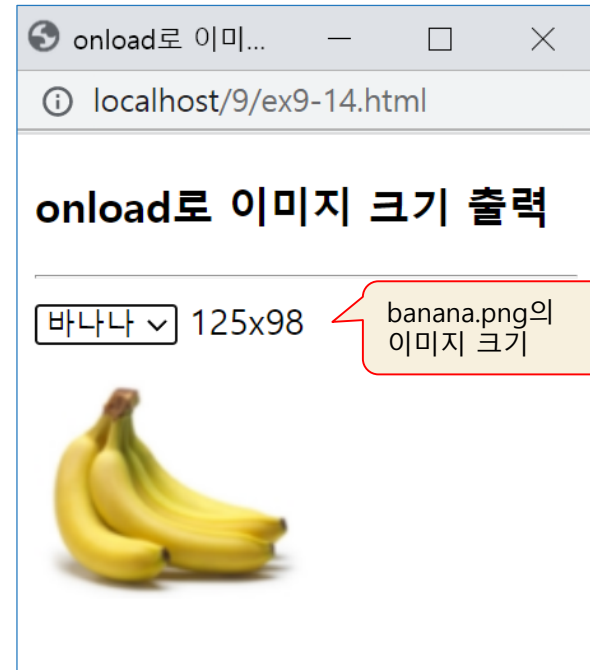 onload로 이미...
localhost/9/ex9-14.html
onload로 이미지 크기 출력
바나나 125x98
banana.png의
이미지 크기